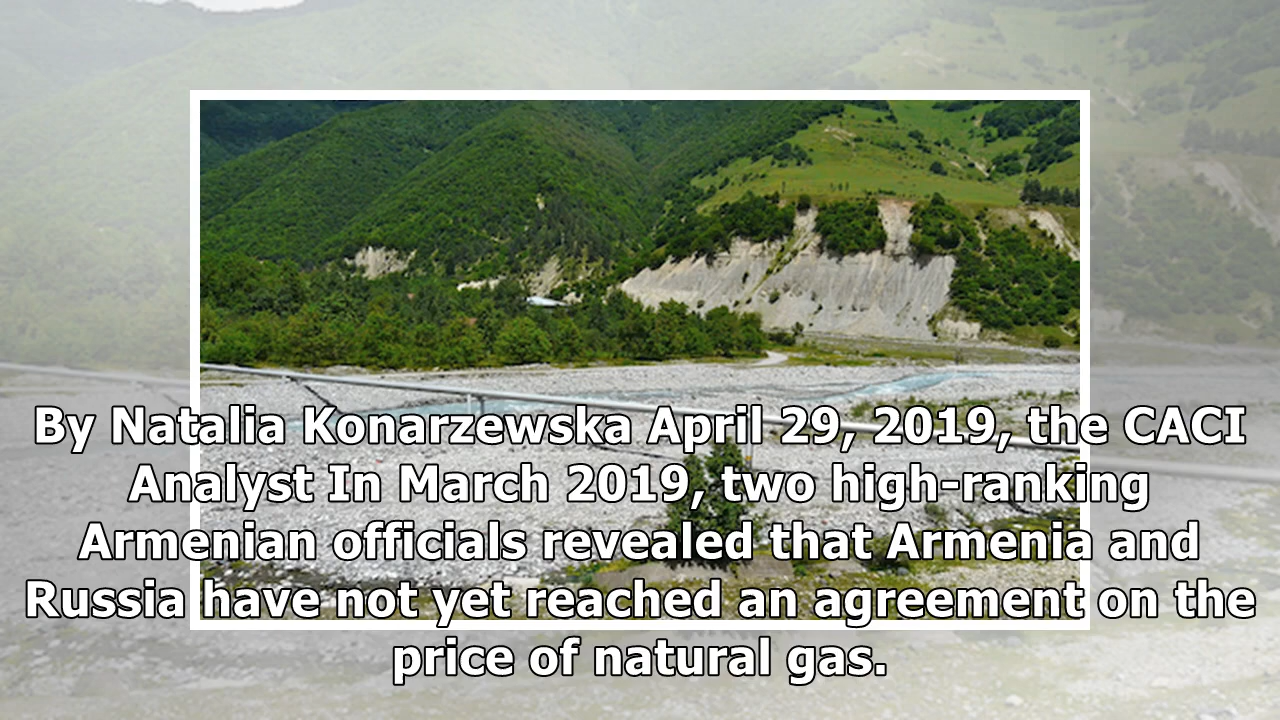 By Natalia Konarzewska April 29, 2019, the CACI
Analyst In March 2019, two high-ranking
Armenian officials revealed that Armenia and
Russia have not yet reached an agreement on the
price of natural gas.